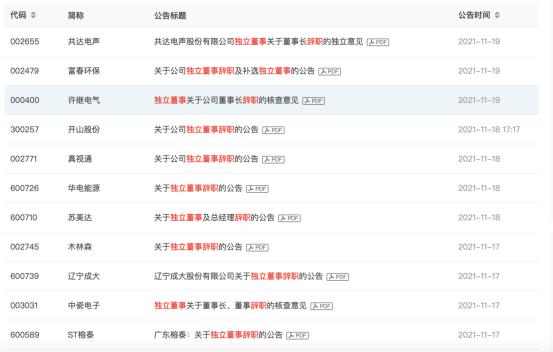 代码 简称 公告标题 公告时间
002655 共达电声 共达电声股份有限公司独立董事关于董事长辞职的独立意见 PDF 2021-11-19
002479 富春环保 关于公司独立董事辞职及补选独立董事的公告 PDF 2021-11-19
000400 许继电气 独立董事关于公司董事长辞职的核查意见 PDF 2021-11-19
300257 开山股份 关于公司独立董事辞职的公告 PDF 2021-11-18 17:17
002771 真视通 关于公司独立董事辞职的公告 PDF 2021-11-18
600726 华电能源 关于独立董事辞职的公告 PDF 2021-11-18
600710 苏美达 关于独立董事及总经理辞职的公告 PDF 2021-11-18
002745 木林森 关于独立董事辞职的公告 PDF 2021-11-17
600739 辽宁成大 辽宁成大股份有限公司关于独立董事辞职的公告 PDF 2021-11-17
003031 中瓷电子 独立董事关于董事长、董事辞职的核查意见 PDF 2021-11-17
600589 ST榕泰 广东榕泰：关于独立董事辞职的公告 PDF 2021-11-17